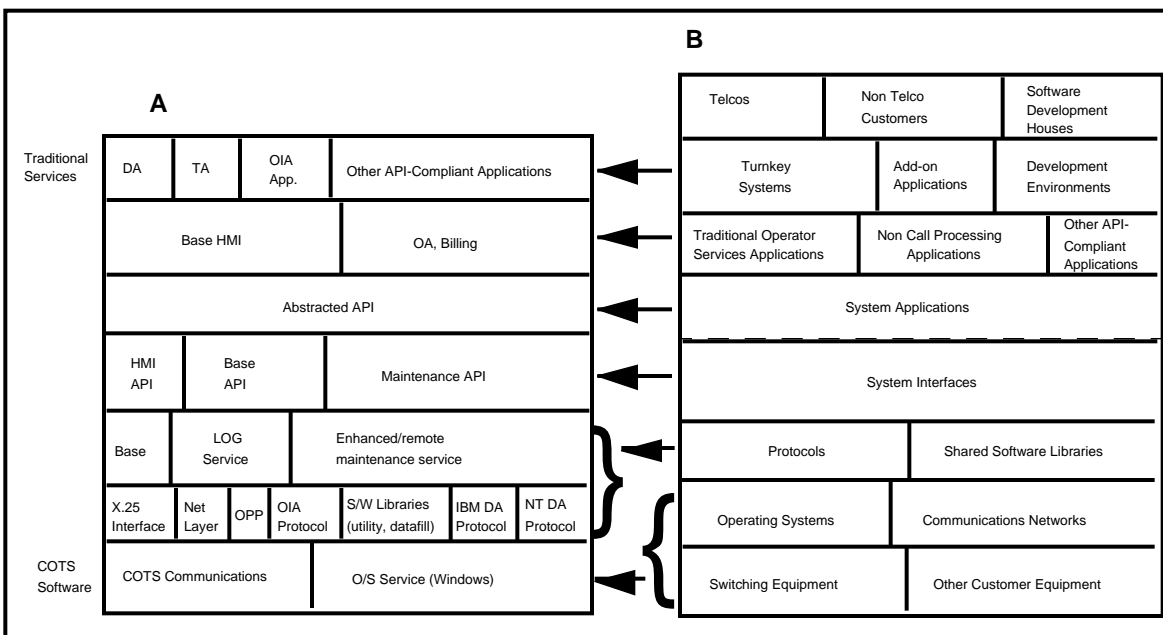 B
A
Telcos
Non Telco
Customers
Software
Development
Houses
Traditional
Services
DA
TA
OIA
App.
Other API-Compliant Applications
Turnkey
Systems
Add-on
Applications
Development
Environments
Base HMI
OA, Billing
Traditional Operator
Services Applications
Non Call Processing
Applications
Other API-
Compliant
Applications
Abstracted API
System Applications
HMI
API
Base
API
Maintenance API
System Interfaces
Base
LOG
Service
Enhanced/remote
maintenance service
Protocols
Shared Software Libraries
X.25
Interface
Net
Layer
OPP
OIA
Protocol
S/W Libraries
(utility, datafill)
IBM DA
Protocol
NT DA
Protocol
Operating Systems
Communications Networks
COTS
Software
COTS Communications
O/S Service (Windows)
Switching Equipment
Other Customer Equipment